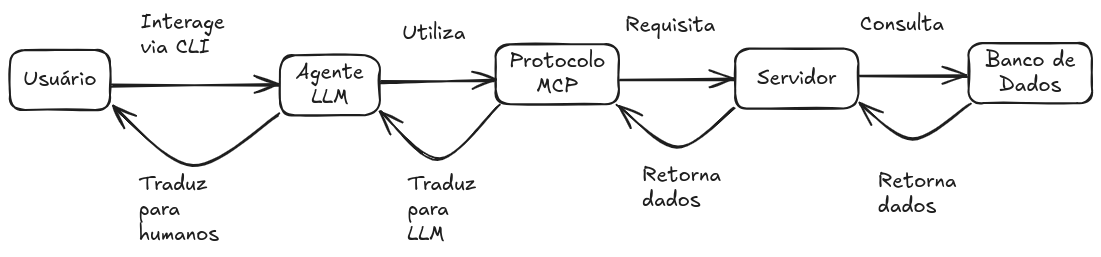 Interage
via CLI
Utiliza
Requisita
Consulta
Usuário
Agente
LLM
Protocolo
MCP
Servidor
Banco de
Dados
Traduz
para
humanos
Traduz
para
LLM
Retorna
dados
Retorna
dados